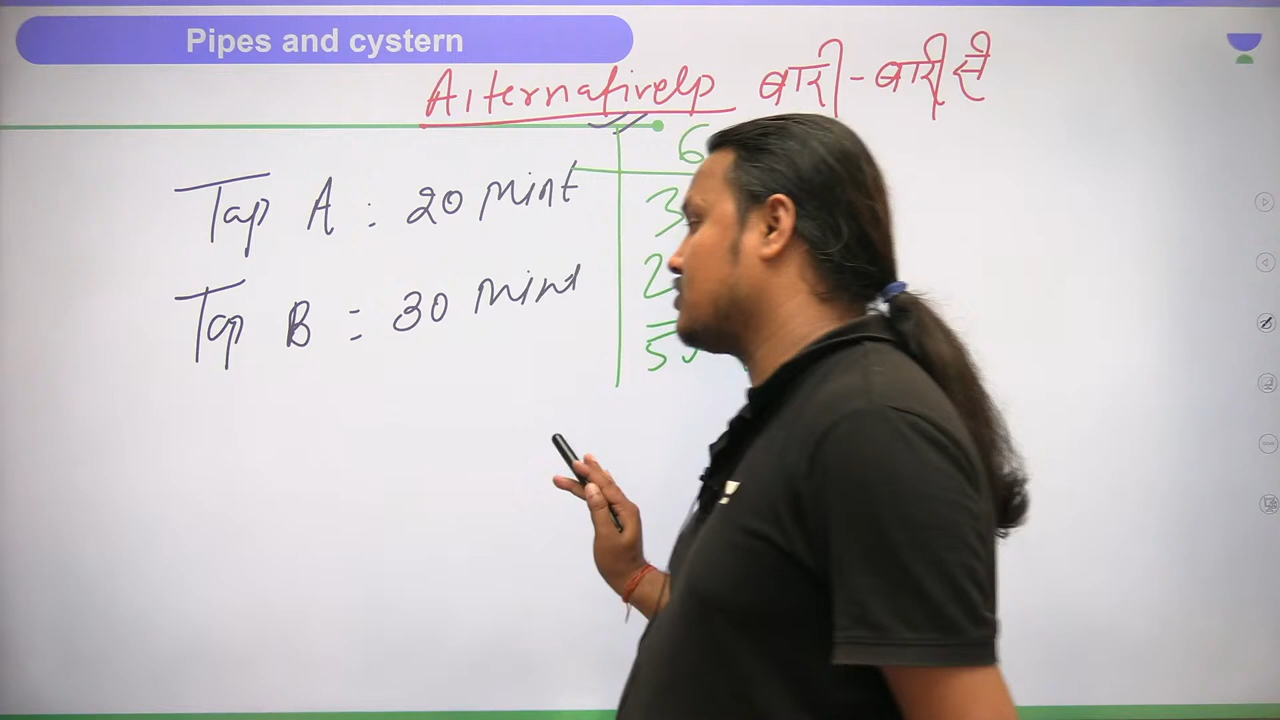 Pipes and cystern
Alternatively बारी-बारी से
6
Tap A : 20 Mint
3
Tap B = 30 Mint
2
5